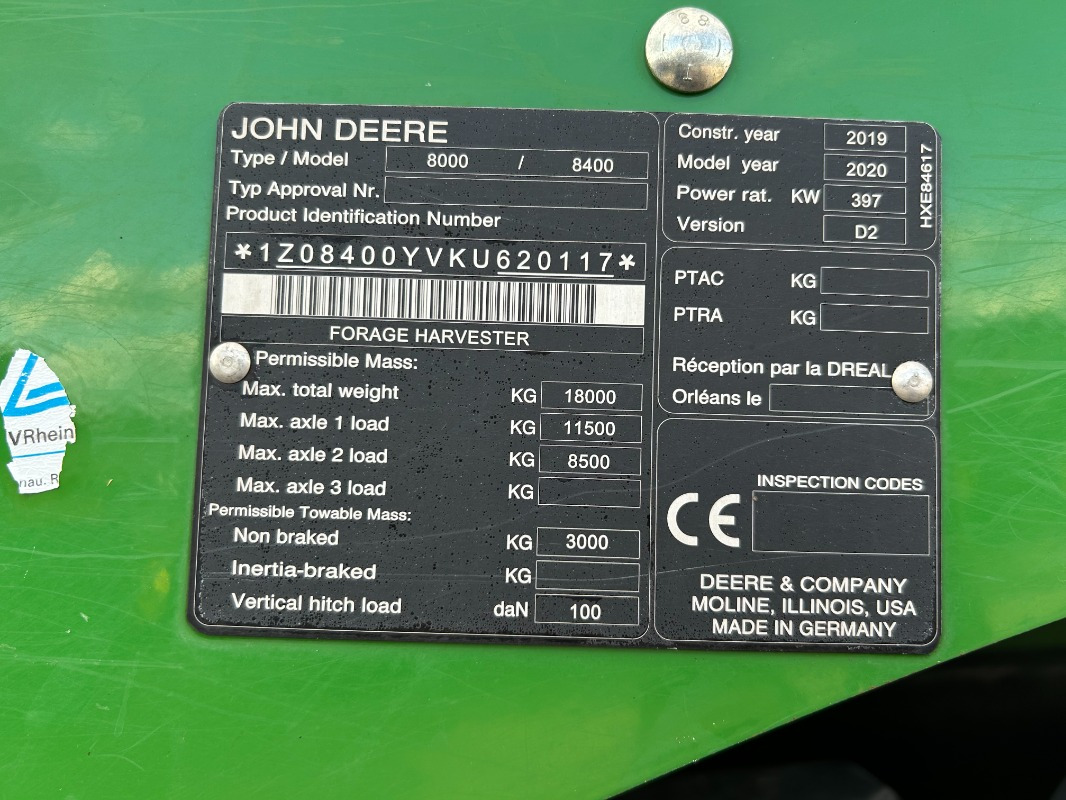 JOHN DEERE
Type / Model 8000 / 8400
Typ Approval Nr.
Product Identification Number
*1Z08400YVKU620117*
FORAGE HARVESTER
Permissible Mass:
Max. total weight KG 18000
Max. axle 1 load KG 11500
Max. axle 2 load KG 8500
Max. axle 3 load KG
Permissible Towable Mass:
Non braked KG 3000
Inertia-braked KG
Vertical hitch load daN 100
Constr. year 2019
Model year 2020
Power rat. KW 397
Version D2
HXE84617
PTAC KG
PTRA KG
Réception par la DREAL
Orléans le
INSPECTION CODES
CE
DEERE & COMPANY
MOLINE, ILLINOIS, USA
MADE IN GERMANY
VRhein
nau. R
88